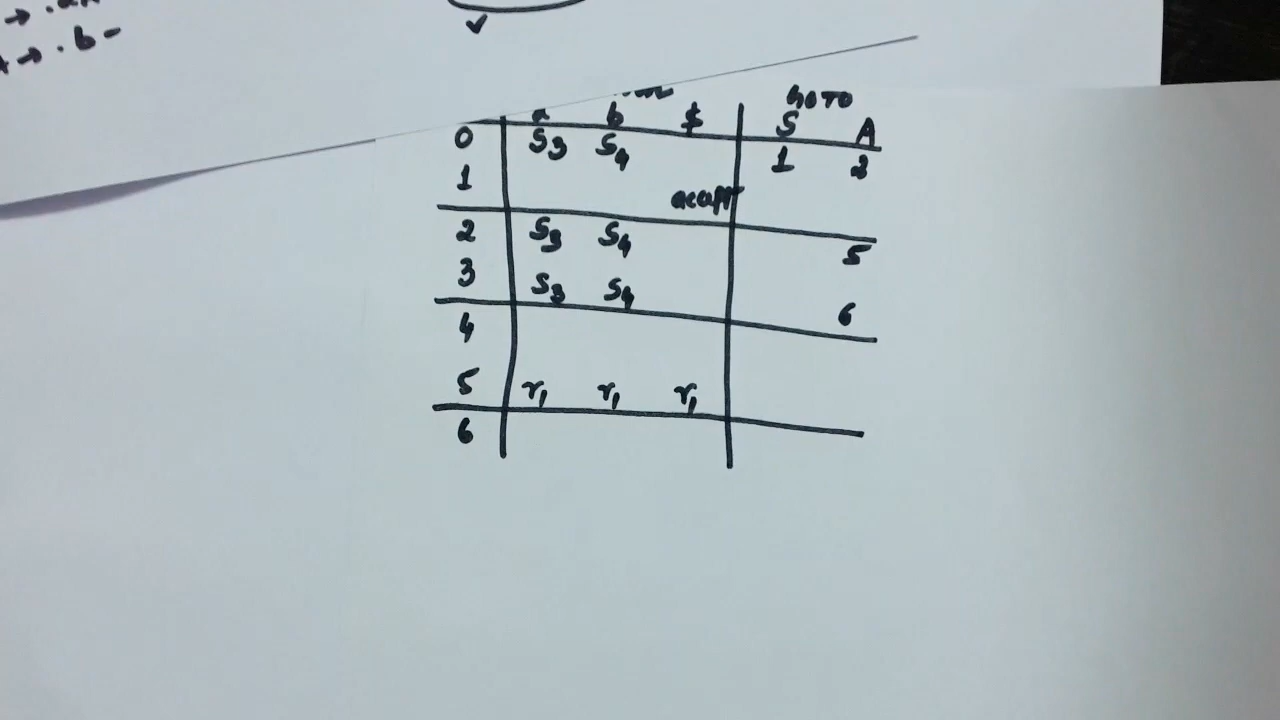 → .aA
A → .b
GOTO
a b $ S A
0 S3 S4 1 2
1 accept
2 S3 S4 5
3 S3 S4 6
4
5 r1 r1 r1
6